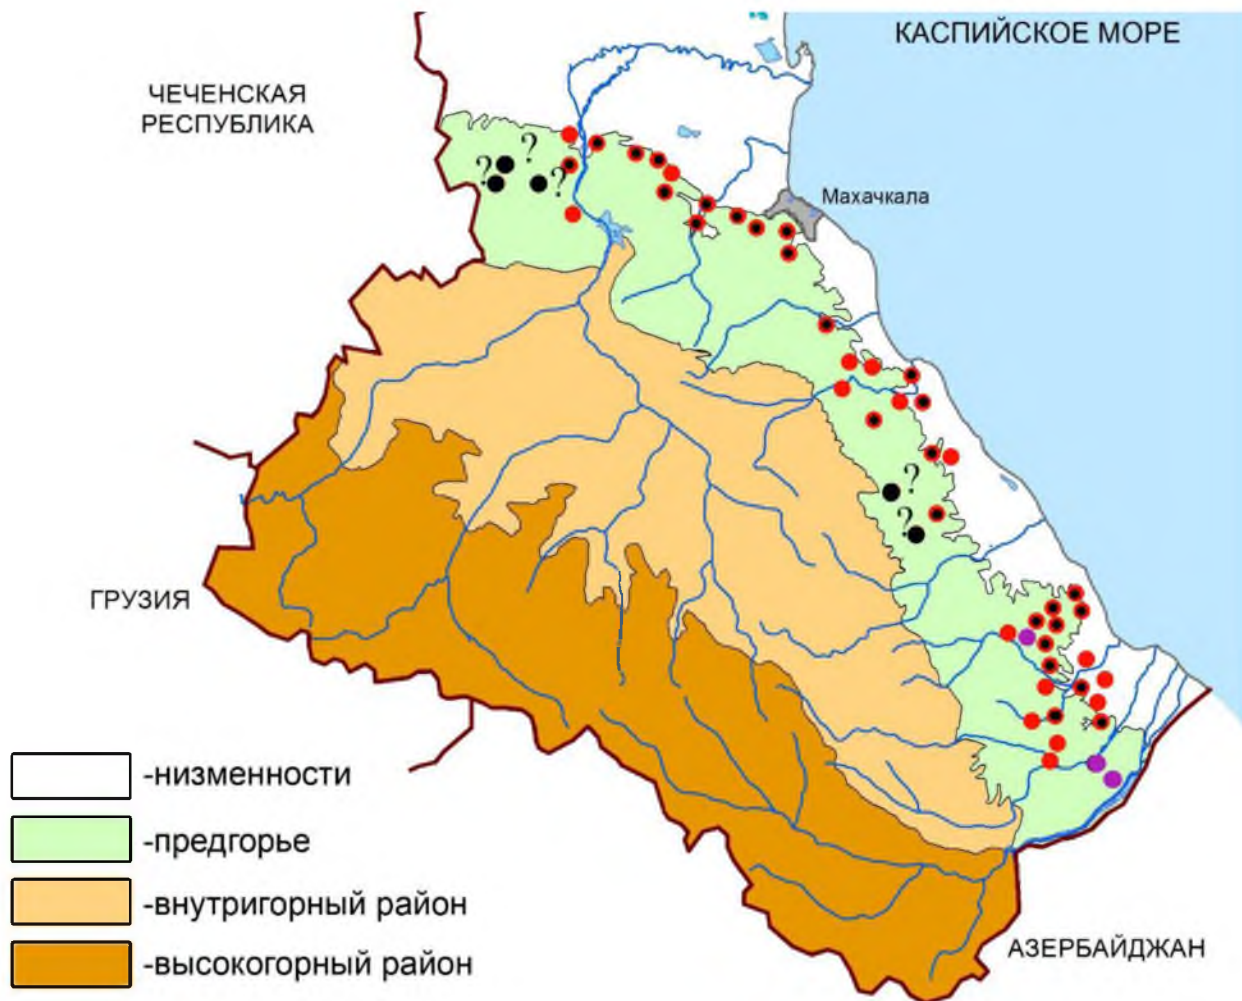 КАСПИЙСКОЕ МОРЕ
ЧЕЧЕНСКАЯ
РЕСПУБЛИКА
?
?
?
Махачкала
?
?
ГРУЗИЯ
-низменности
-предгорье
-внутригорный район
-высокогорный район
АЗЕРБАЙДЖАН